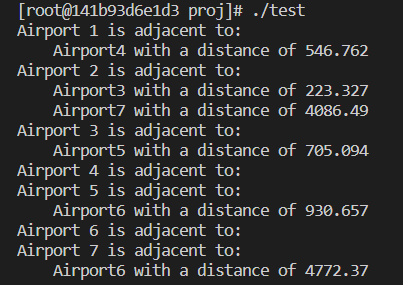 [root@141b93d6e1d3 proj]# ./test
Airport 1 is adjacent to:
    Airport4 with a distance of 546.762
Airport 2 is adjacent to:
    Airport3 with a distance of 223.327
    Airport7 with a distance of 4086.49
Airport 3 is adjacent to:
    Airport5 with a distance of 705.094
Airport 4 is adjacent to:
Airport 5 is adjacent to:
    Airport6 with a distance of 930.657
Airport 6 is adjacent to:
Airport 7 is adjacent to:
    Airport6 with a distance of 4772.37